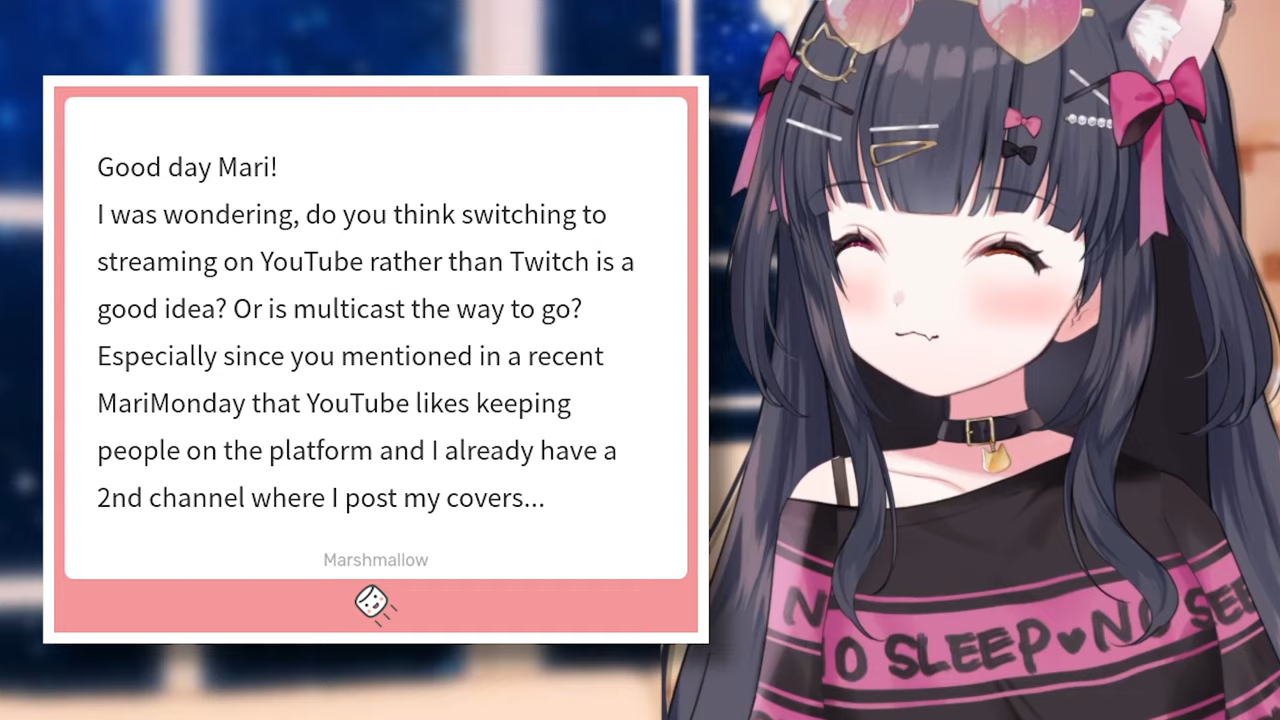 Good day Mari!
I was wondering, do you think switching to
streaming on YouTube rather than Twitch is a
good idea? Or is multicast the way to go?
Especially since you mentioned in a recent
MariMonday that YouTube likes keeping
people on the platform and I already have a
2nd channel where I post my covers...
Marshmallow
NO SLEEP♥NO SEE